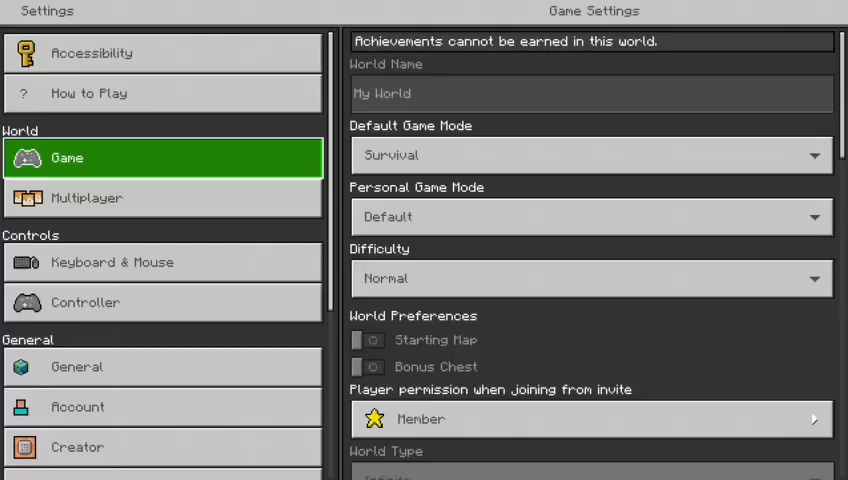 Settings
Game Settings
Accessibility
? How to Play
World
Game
Multiplayer
Controls
Keyboard & Mouse
Controller
General
General
Account
Creator
Achievements cannot be earned in this world.
World Name
My World
Default Game Mode
Survival
Personal Game Mode
Default
Difficulty
Normal
World Preferences
Starting Map
Bonus Chest
Player permission when joining from invite
Member
World Type